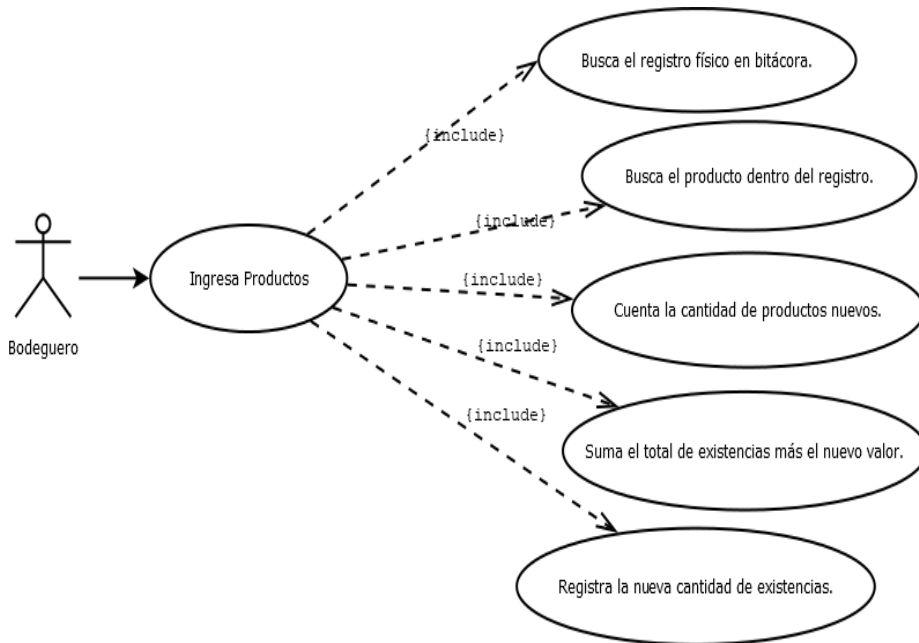 Busca el registro físico en bitácora.
{include}
Busca el producto dentro del registro.
{include}
Ingresa Productos
{include}
Cuenta la cantidad de productos nuevos.
Bodeguero
{include}
Suma el total de existencias más el nuevo valor.
{include}
Registra la nueva cantidad de existencias.